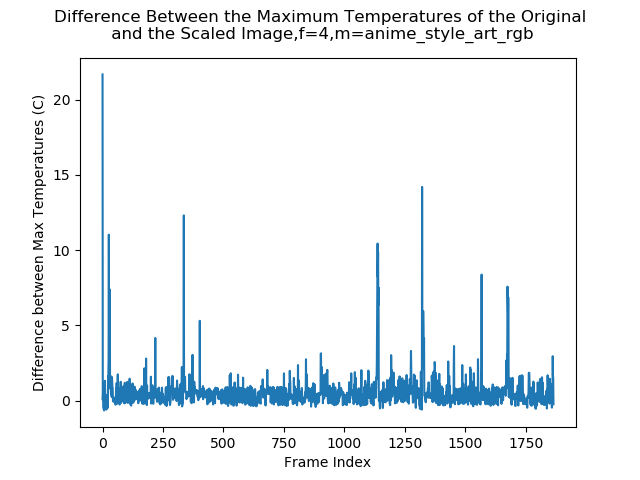 Difference Between the Maximum Temperatures of the Original
and the Scaled Image,f=4,m=anime_style_art_rgb
Difference between Max Temperatures (C)
20
15
10
5
0
0 250 500 750 1000 1250 1500 1750
Frame Index